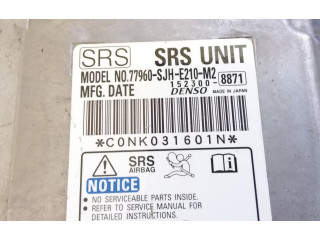 SRS SRS UNIT
MODEL NO.77960-SJH-E210-M2
152300- 8871
MFG. DATE DENSO MADE IN JAPAN
*C0NK031601N*
SRS
AIRBAG
NOTICE
• NO SERVICEABLE PARTS INSIDE.
• REFER TO SERVICE MANUAL FOR
DETAILED INSTRUCTIONS.